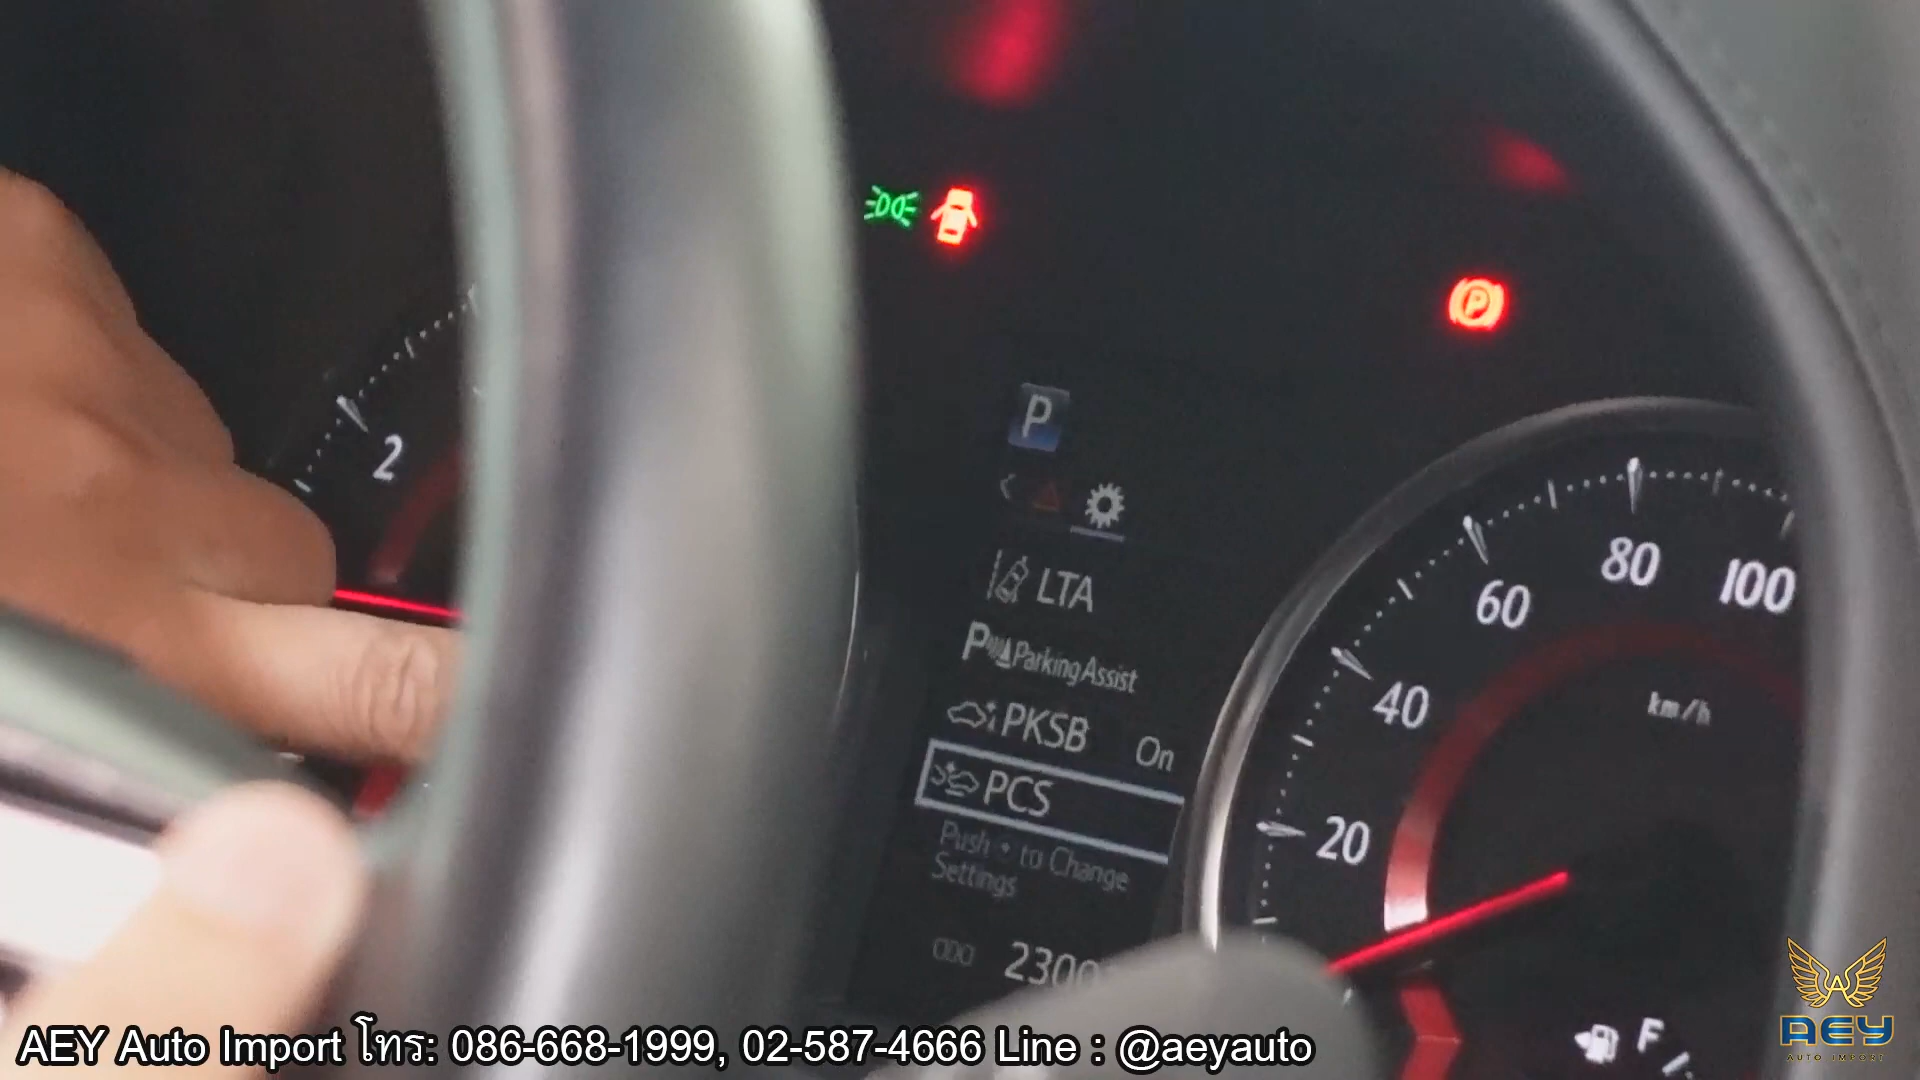 2
P
LTA
P Parking Assist
PKSB On
PCS
Push • to Change
Settings
ODO 2300
20
40
60
80
100
km/h
P
F
AEY
AUTO IMPORT
AEY Auto Import โทร: 086-668-1999, 02-587-4666 Line : @aeyauto